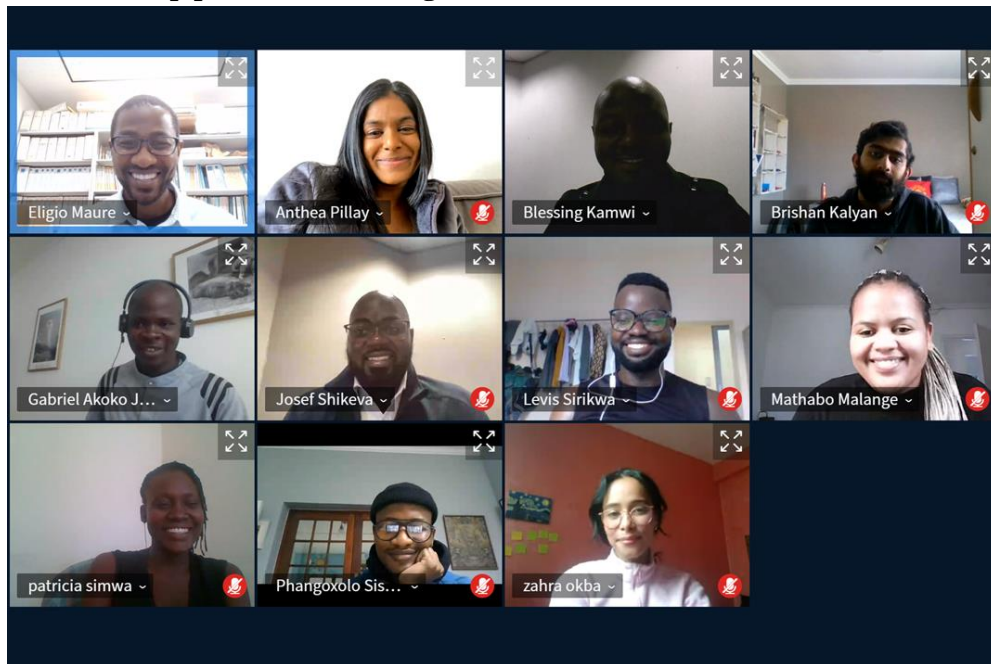 Eligio Maure
Anthea Pillay
Blessing Kamwi
Brishan Kalyan
Gabriel Akoko J…
Josef Shikeva
Levis Sirikwa
Mathabo Malange
patricia simwa
Phangoxolo Sis…
zahra okba